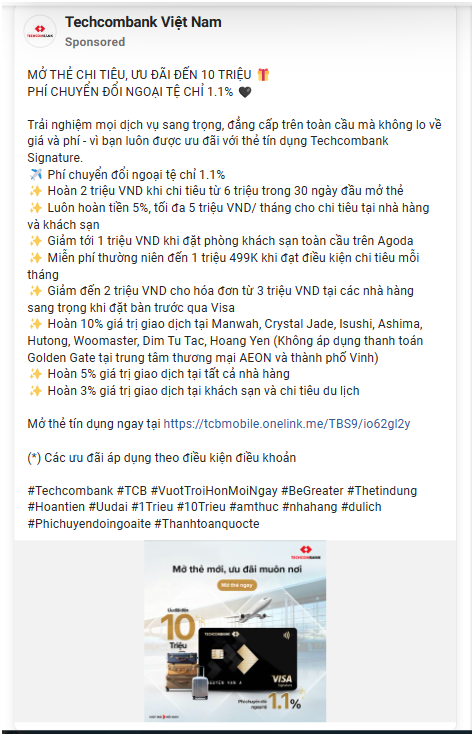 Techcombank Việt Nam
Sponsored
MỞ THẺ CHI TIÊU, ƯU ĐÃI ĐẾN 10 TRIỆU 🎁
PHÍ CHUYỂN ĐỔI NGOẠI TỆ CHỈ 1.1% 🖤
Trải nghiệm mọi dịch vụ sang trọng, đẳng cấp trên toàn cầu mà không lo về
giá và phí - vì bạn luôn được ưu đãi với thẻ tín dụng Techcombank
Signature.
✈️ Phí chuyển đổi ngoại tệ chỉ 1.1%
✨ Hoàn 2 triệu VND khi chi tiêu từ 6 triệu trong 30 ngày đầu mở thẻ
✨ Luôn hoàn tiền 5%, tối đa 5 triệu VND/ tháng cho chi tiêu tại nhà hàng
và khách sạn
✨ Giảm tới 1 triệu VND khi đặt phòng khách sạn toàn cầu trên Agoda
✨ Miễn phí thường niên đến 1 triệu 499K khi đạt điều kiện chi tiêu mỗi
tháng
✨ Giảm đến 2 triệu VND cho hóa đơn từ 3 triệu VND tại các nhà hàng
sang trọng khi đặt bàn trước qua Visa
✨ Hoàn 10% giá trị giao dịch tại Manwah, Crystal Jade, Isushi, Ashima,
Hutong, Woomaster, Dim Tu Tac, Hoang Yen (Không áp dụng thanh toán
Golden Gate tại trung tâm thương mại AEON và thành phố Vinh)
✨ Hoàn 5% giá trị giao dịch tại tất cả nhà hàng
✨ Hoàn 3% giá trị giao dịch tại khách sạn và chi tiêu du lịch
Mở thẻ tín dụng ngay tại https://tcbmobile.onelink.me/TBS9/io62gl2y
(*) Các ưu đãi áp dụng theo điều kiện điều khoản
#Techcombank #TCB #VuotTroiHonMoiNgay #BeGreater #Thetindung
#Hoantien #Uudai #1Trieu #10Trieu #amthuc #nhahang #dulich
#Phichuyendoingoaite #Thanhtoanquocte
TECHCOMBANK
Mở thẻ mới, ưu đãi muôn nơi
Mở thẻ ngay
Ưu đãi đến
10
Triệu
TECHCOMBANK
NGUYEN VAN A
VISA
Signature
Phí chuyển đổi
ngoại tệ chỉ
1.1%